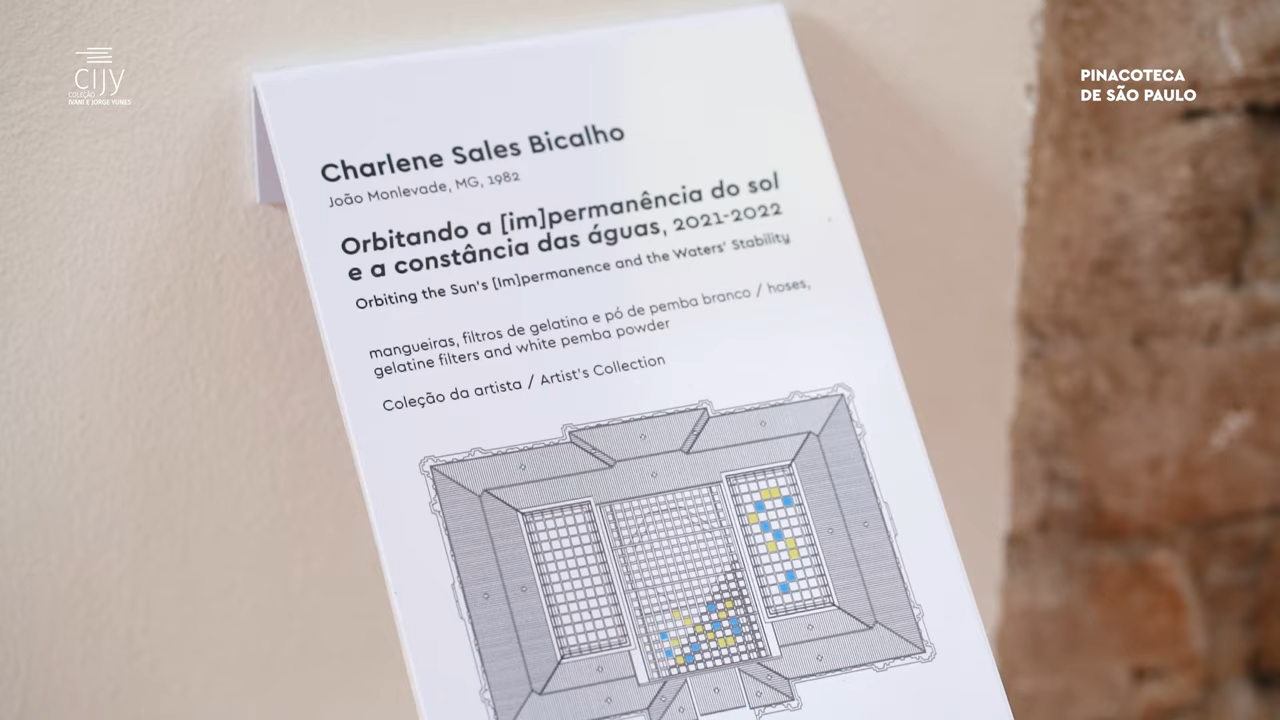 CIJY
COLEÇÃO
IVANI E JORGE YUNES
PINACOTECA
DE SÃO PAULO
Charlene Sales Bicalho
João Monlevade, MG, 1982
Orbitando a [im]permanência do sol
e a constância das águas, 2021-2022
Orbiting the Sun's [Im]permanence and the Waters' Stability
mangueiras, filtros de gelatina e pó de pemba branco / hoses,
gelatine filters and white pemba powder
Coleção da artista / Artist's Collection